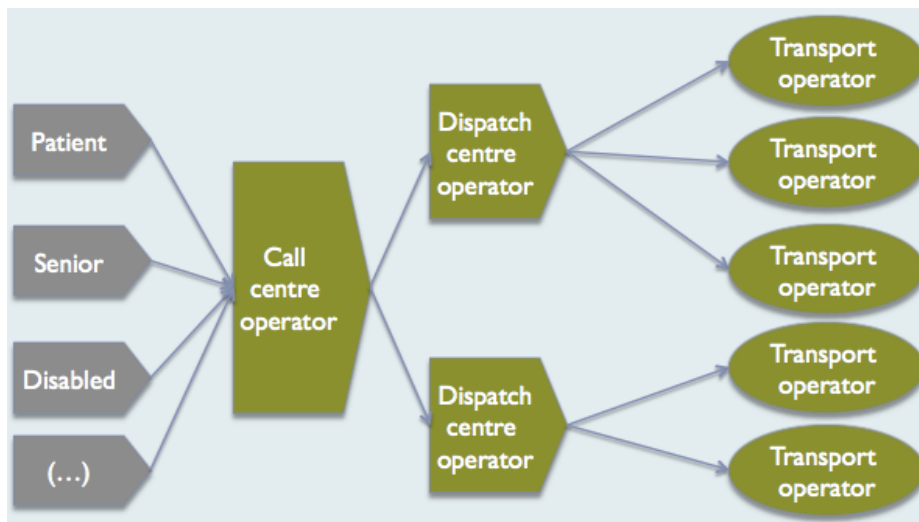 Patient
Senior
Disabled
(...)
Call
centre
operator
Dispatch
centre
operator
Dispatch
centre
operator
Transport
operator
Transport
operator
Transport
operator
Transport
operator
Transport
operator